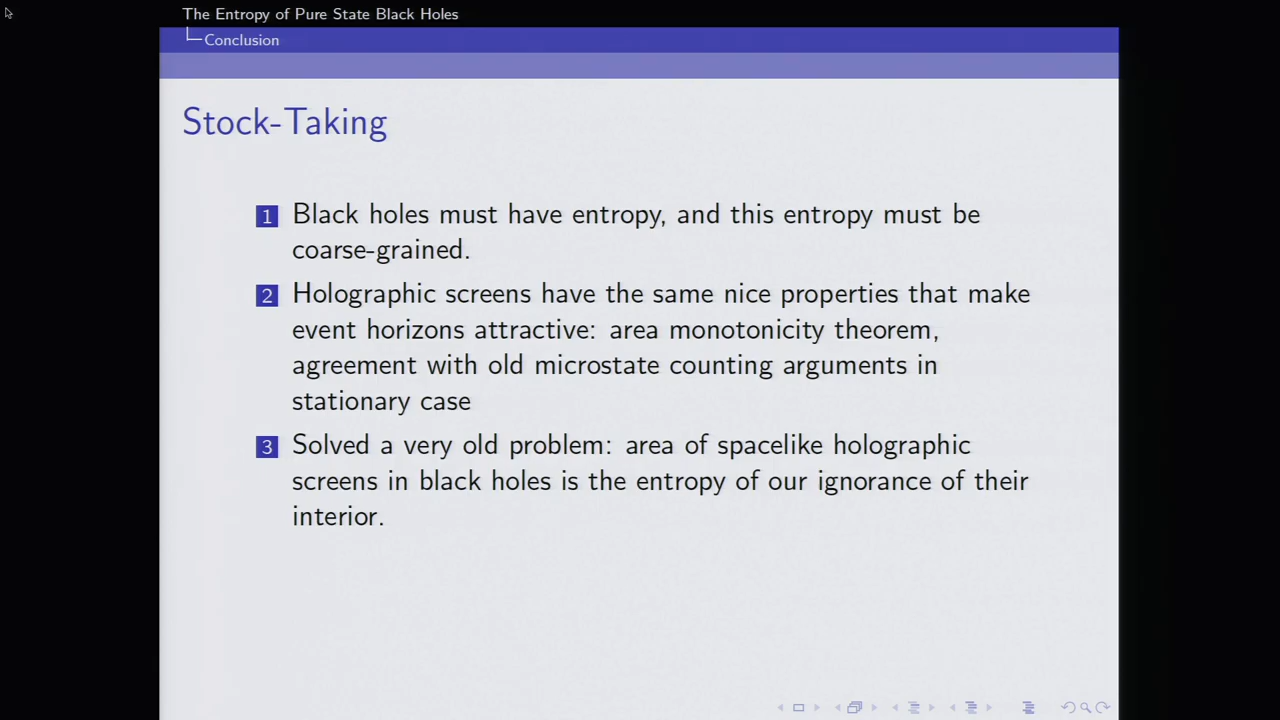 The Entropy of Pure State Black Holes
Conclusion
Stock-Taking
1 Black holes must have entropy, and this entropy must be
coarse-grained.
2 Holographic screens have the same nice properties that make
event horizons attractive: area monotonicity theorem,
agreement with old microstate counting arguments in
stationary case
3 Solved a very old problem: area of spacelike holographic
screens in black holes is the entropy of our ignorance of their
interior.